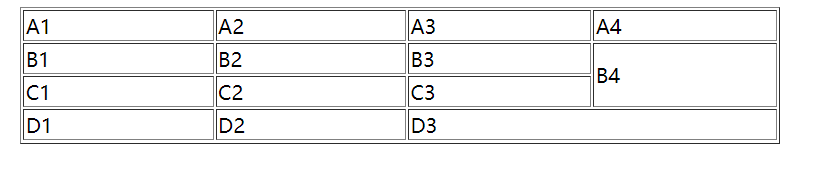 A1 A2 A3 A4
B1 B2 B3 B4
C1 C2 C3
D1 D2 D3